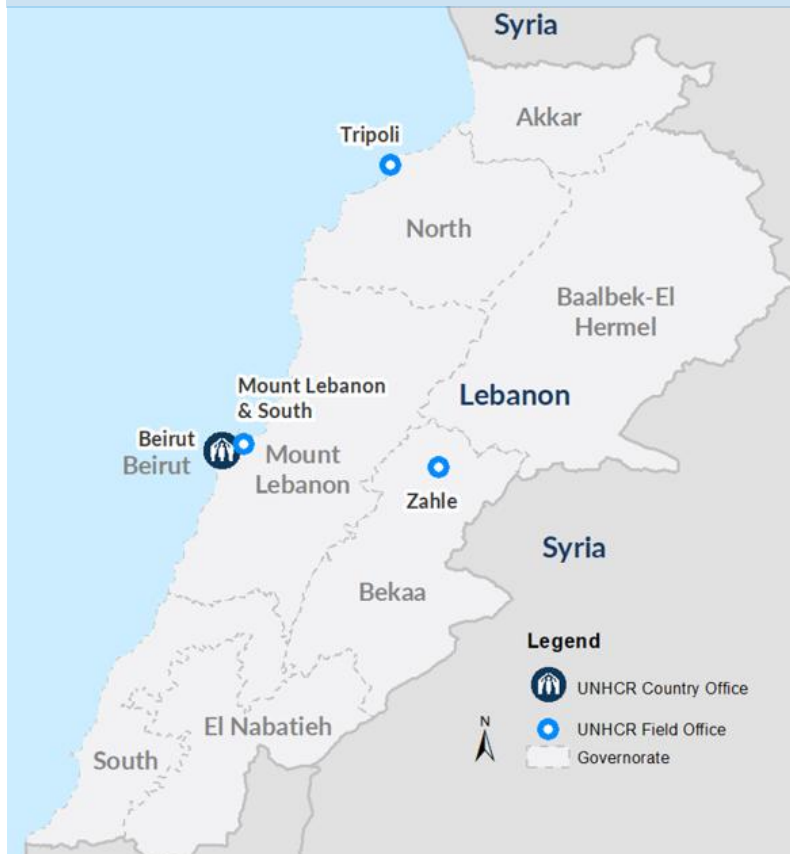 Syria
Akkar
Tripoli
North
Baalbek-El
Hermel
Mount Lebanon
& South
Lebanon
Beirut
Beirut
Mount
Lebanon
Zahle
Syria
Bekaa
Legend
UNHCR Country Office
N
UNHCR Field Office
El Nabatieh
South
Governorate